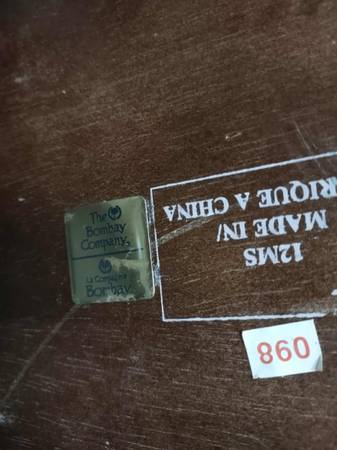 The
Bombay
Company®
La Compagnie
Bombay
12MS
MADE IN/
RIQUE A CHINA
860